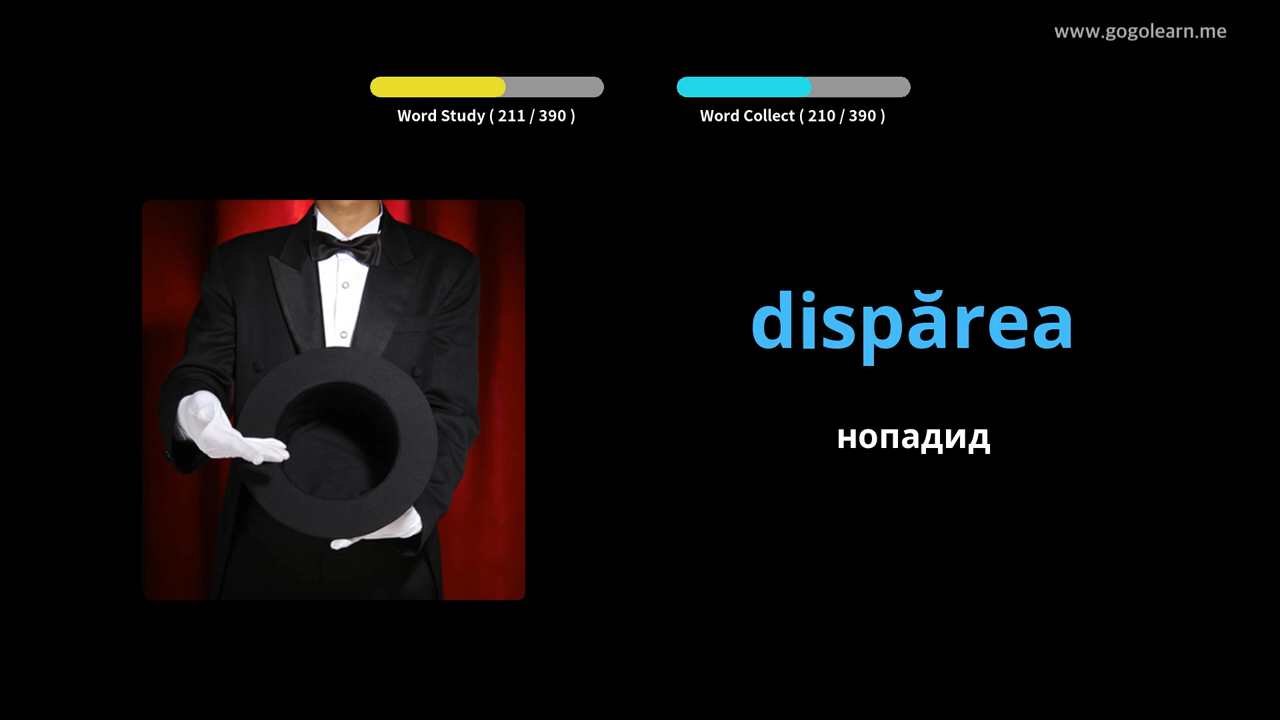 www.gogolearn.me
Word Study ( 211 / 390 )
Word Collect ( 210 / 390 )
dispărea
нопадид